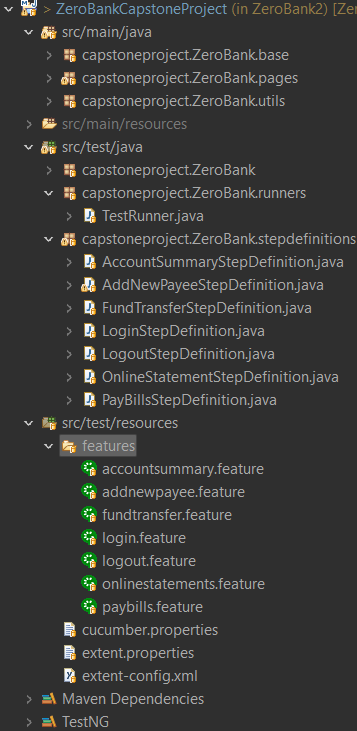 > ZeroBankCapstoneProject (in ZeroBank2) [Ze
src/main/java
capstoneproject.ZeroBank.base
capstoneproject.ZeroBank.pages
capstoneproject.ZeroBank.utils
src/main/resources
src/test/java
capstoneproject.ZeroBank
capstoneproject.ZeroBank.runners
TestRunner.java
capstoneproject.ZeroBank.stepdefinitions
AccountSummaryStepDefinition.java
AddNewPayeeStepDefinition.java
FundTransferStepDefinition.java
LoginStepDefinition.java
LogoutStepDefinition.java
OnlineStatementStepDefinition.java
PayBillsStepDefinition.java
src/test/resources
features
accountsummary.feature
addnewpayee.feature
fundtransfer.feature
login.feature
logout.feature
onlinestatements.feature
paybills.feature
cucumber.properties
extent.properties
extent-config.xml
Maven Dependencies
TestNG